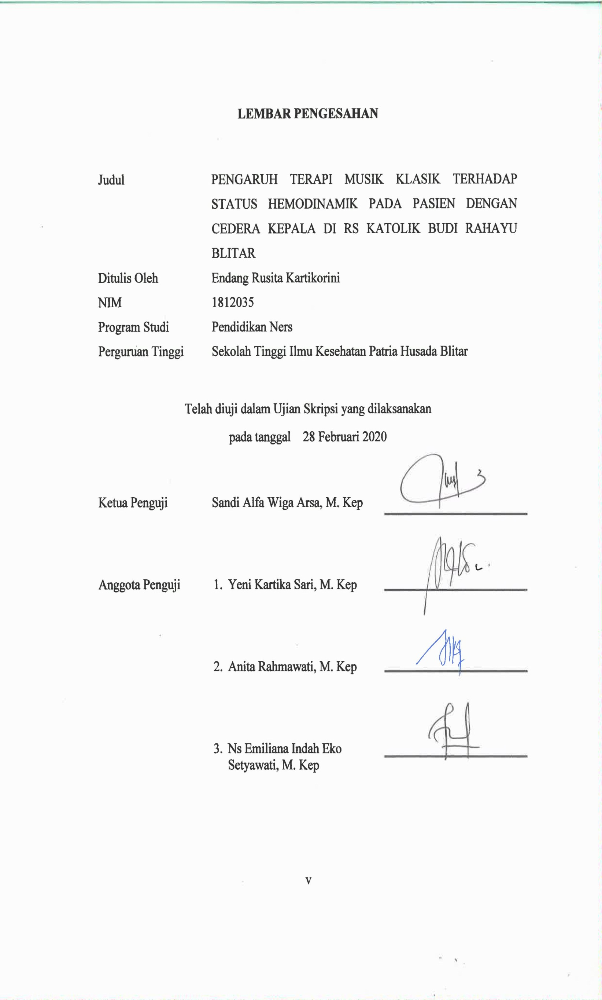 LEMBAR PENGESAHAN
Judul PENGARUH TERAPI MUSIK KLASIK TERHADAP
STATUS HEMODINAMIK PADA PASIEN DENGAN
CEDERA KEPALA DI RS KATOLIK BUDI RAHAYU
BLITAR
Ditulis Oleh Endang Rusita Kartikorini
NIM 1812035
Program Studi Pendidikan Ners
Perguruan Tinggi Sekolah Tinggi Ilmu Kesehatan Patria Husada Blitar
Telah diuji dalam Ujian Skripsi yang dilaksanakan
pada tanggal 28 Februari 2020
Ketua Penguji Sandi Alfa Wiga Arsa, M. Kep
Anggota Penguji 1. Yeni Kartika Sari, M. Kep
2. Anita Rahmawati, M. Kep
3. Ns Emiliana Indah Eko
Setyawati, M. Kep
v